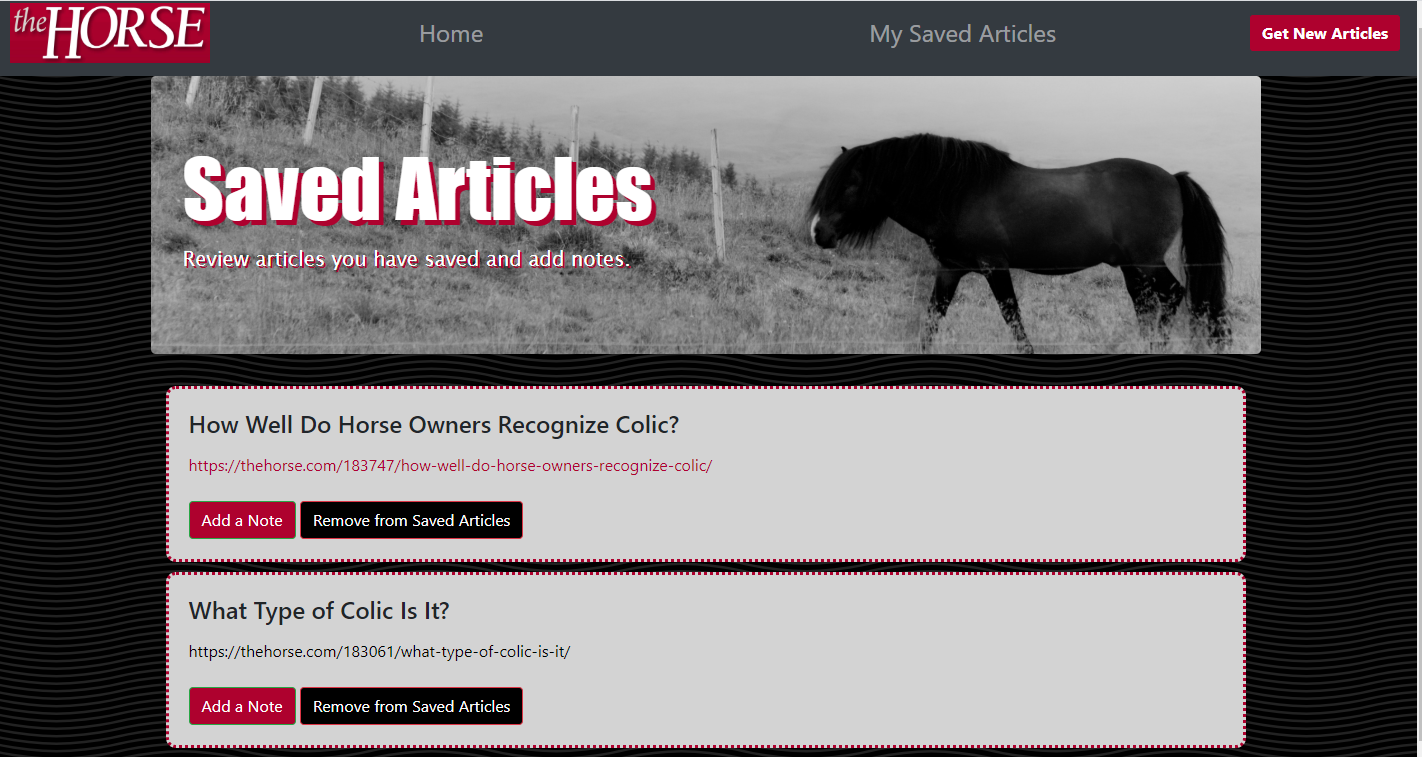 the HORSE
Home
My Saved Articles
Get New Articles
Saved Articles
Review articles you have saved and add notes.
How Well Do Horse Owners Recognize Colic?
https://thehorse.com/183747/how-well-do-horse-owners-recognize-colic/
Add a Note
Remove from Saved Articles
What Type of Colic Is It?
https://thehorse.com/183061/what-type-of-colic-is-it/
Add a Note
Remove from Saved Articles